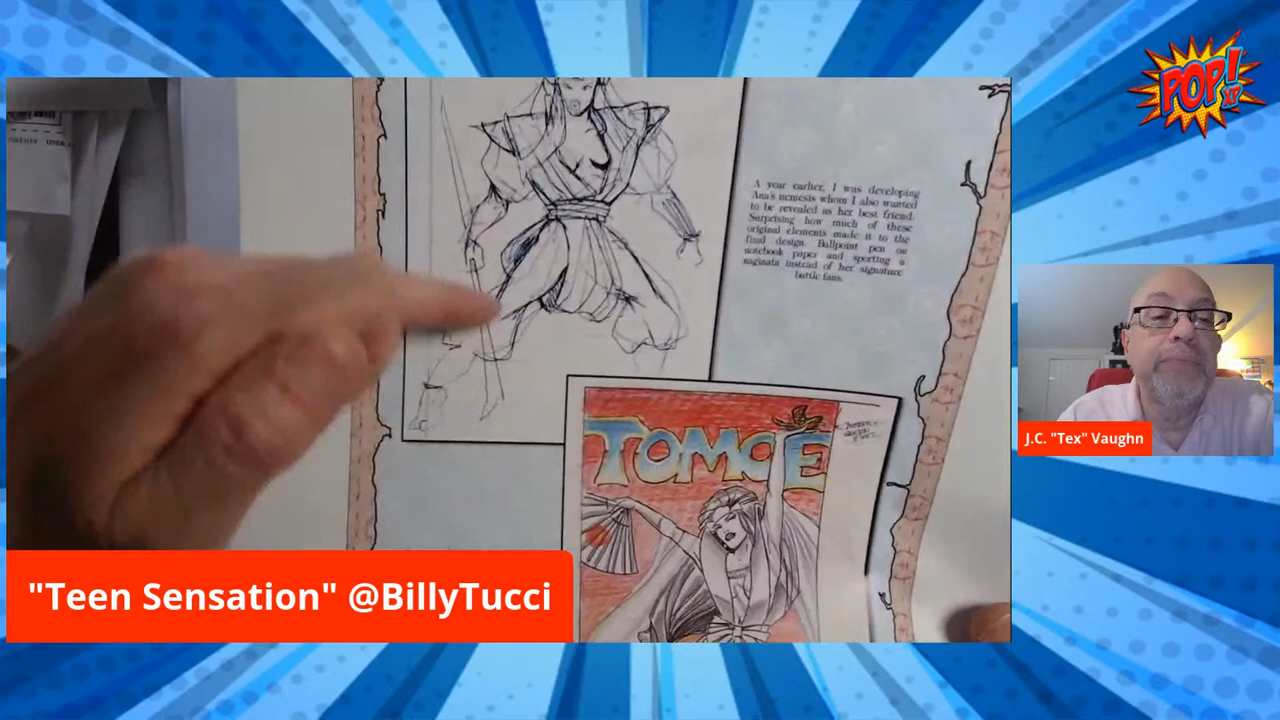 POP!
XP
A year earlier, I was developing
Ana's nemesis whom I also wanted
to be revealed as her best friend.
Surprising how much of these
original elements made it to the
final design. Ballpoint pen on
notebook paper and sporting a
naginata instead of her signature
battle fans.
TOMOE
J.C. "Tex" Vaughn
"Teen Sensation" @BillyTucci